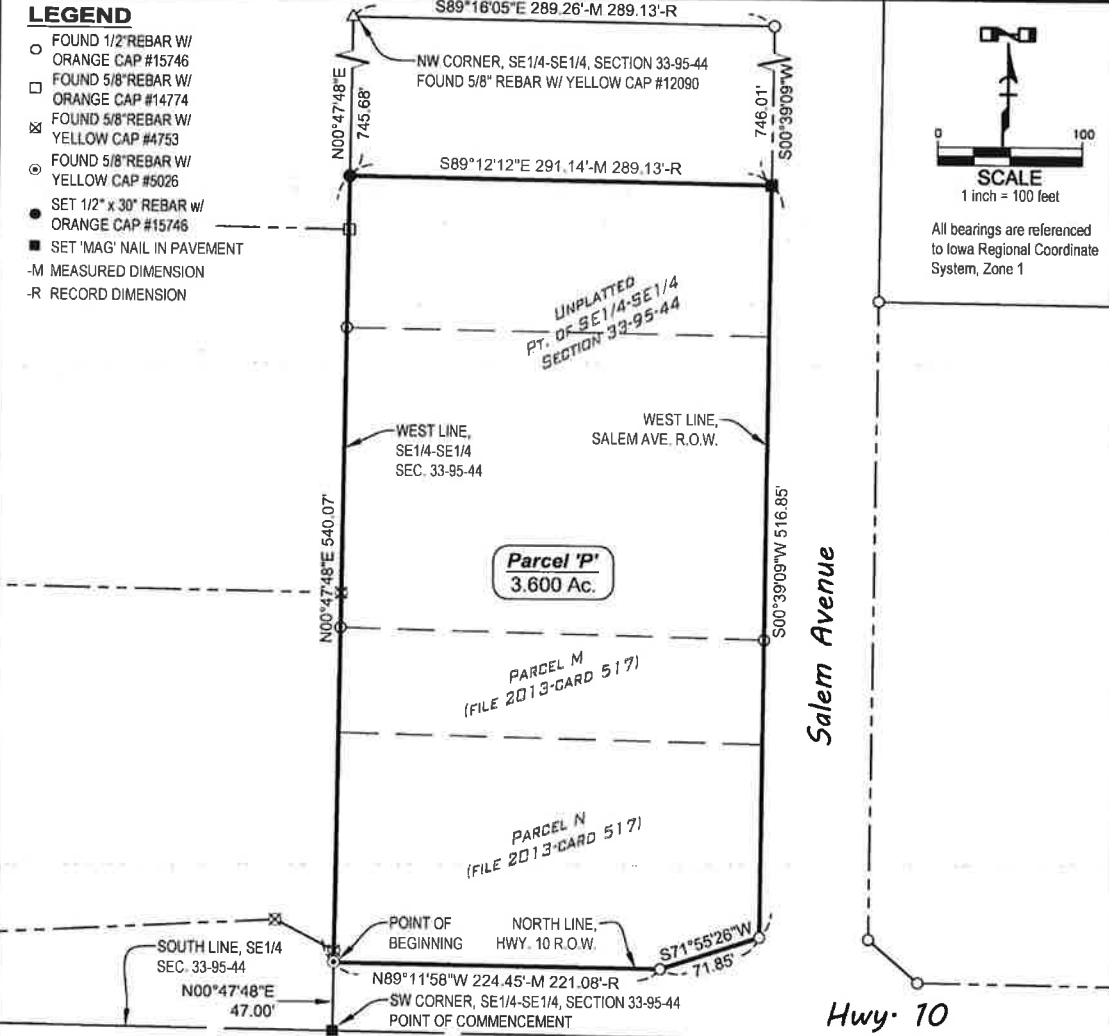 LEGEND
FOUND 1/2"REBAR W/
ORANGE CAP #15746
FOUND 5/8"REBAR W/
ORANGE CAP #14774
FOUND 5/8"REBAR W/
YELLOW CAP #4753
FOUND 5/8"REBAR W/
YELLOW CAP #5026
SET 1/2" x 30" REBAR w/
ORANGE CAP #15746
SET 'MAG' NAIL IN PAVEMENT
-M MEASURED DIMENSION
-R RECORD DIMENSION
S89°16'05"E 289.26'-M 289.13'-R
NW CORNER, SE1/4-SE1/4, SECTION 33-95-44
FOUND 5/8" REBAR W/ YELLOW CAP #12090
N00°47'48"E
745.68'
746.01'
S00°39'09"W
S89°12'12"E 291.14'-M 289.13'-R
0 100
SCALE
1 inch = 100 feet
All bearings are referenced
to Iowa Regional Coordinate
System, Zone 1
UNPLATTED
PT. OF SE1/4-SE1/4
SECTION 33-95-44
WEST LINE,
SE1/4-SE1/4
SEC. 33-95-44
WEST LINE,
SALEM AVE. R.O.W.
N00°47'48"E 540.07'
S00°39'09"W 516.85'
Parcel 'P'
3.600 Ac.
Salem Avenue
PARCEL M
(FILE 2013-CARD 517)
PARCEL N
(FILE 2013-CARD 517)
POINT OF
BEGINNING
NORTH LINE,
HWY. 10 R.O.W.
S71°55'26"W
71.85'
SOUTH LINE, SE1/4
SEC. 33-95-44
N89°11'58"W 224.45'-M 221.08'-R
N00°47'48"E
47.00'
SW CORNER, SE1/4-SE1/4, SECTION 33-95-44
POINT OF COMMENCEMENT
Hwy. 10